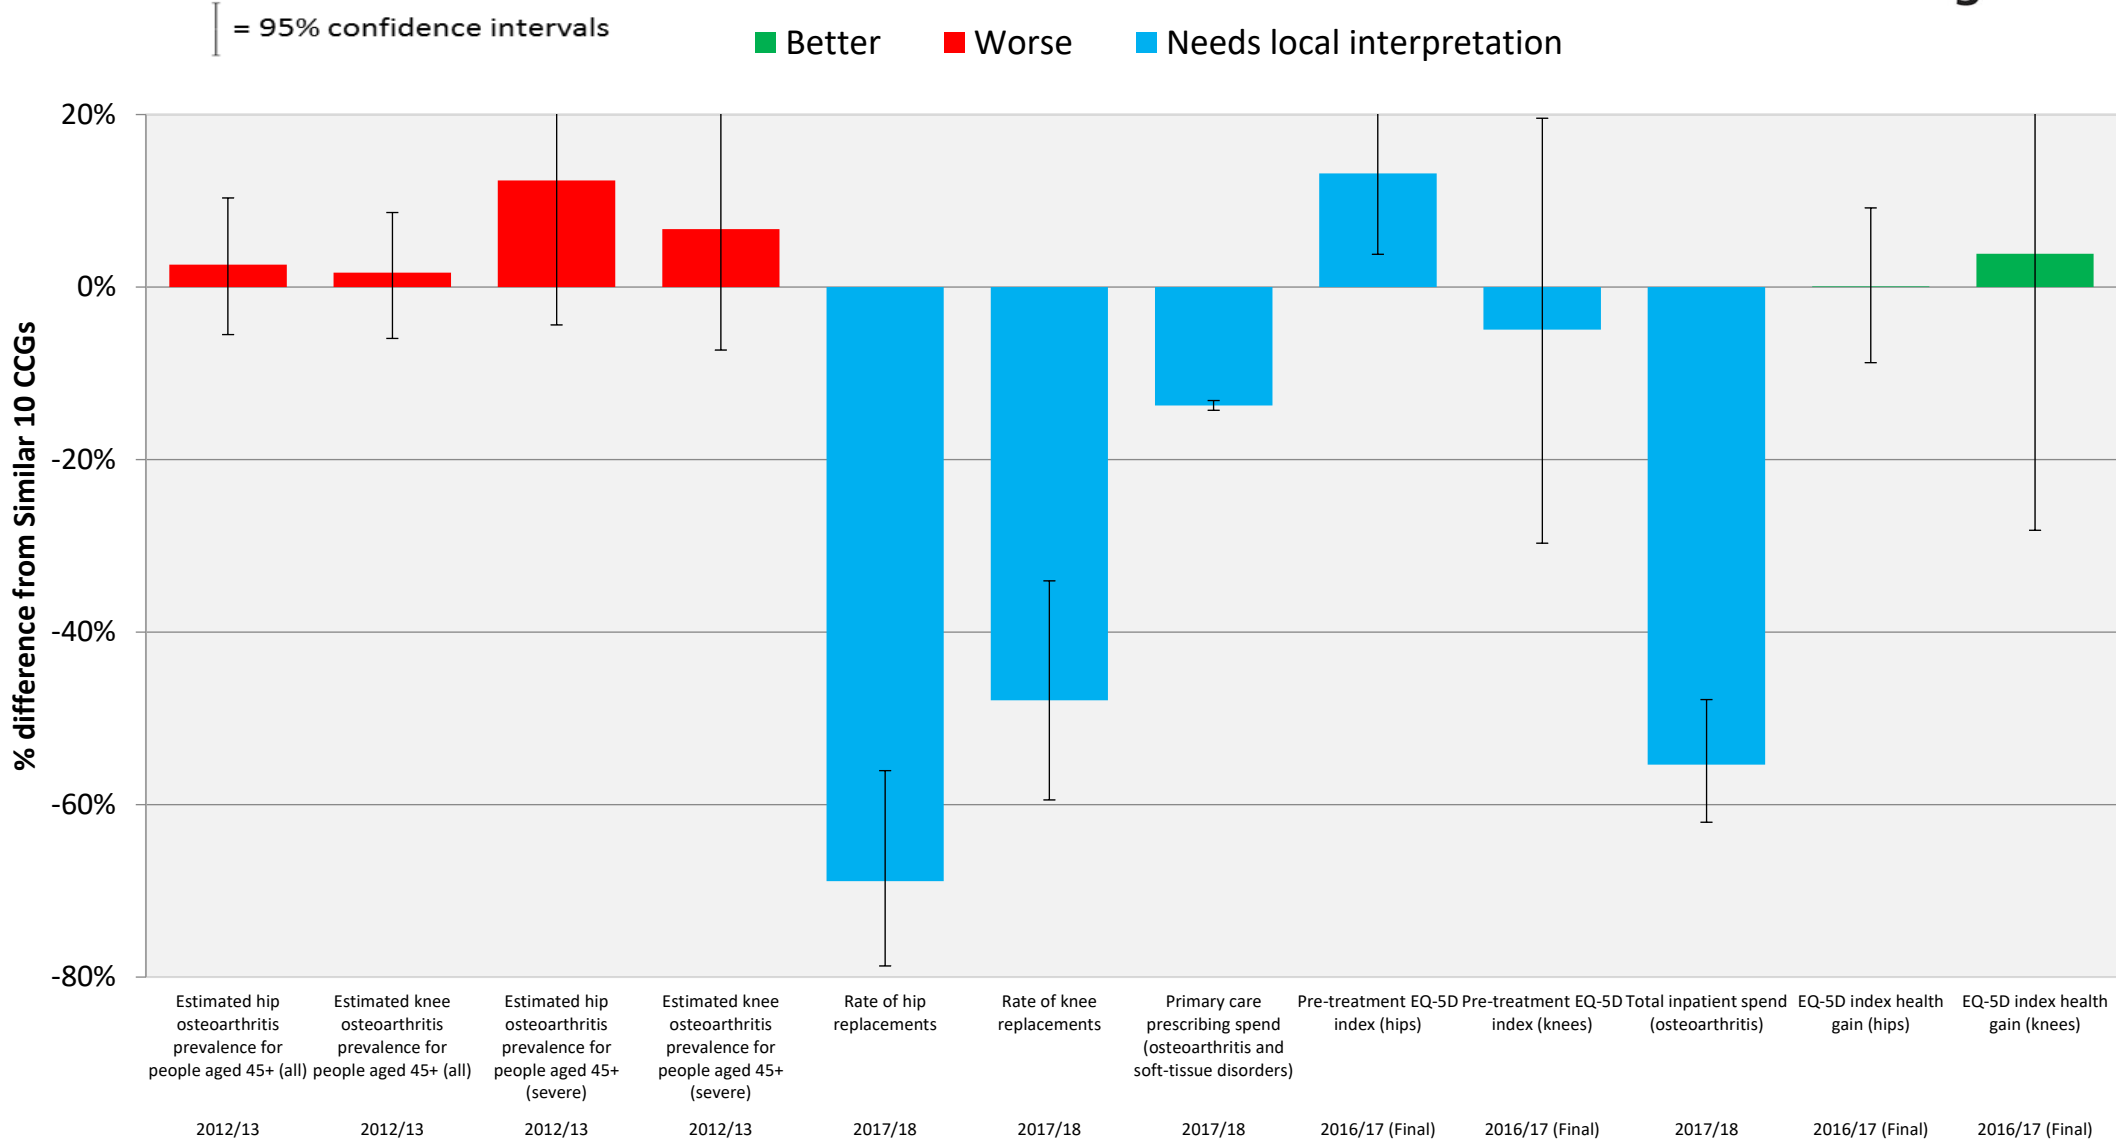 = 95% confidence intervals
Better Worse Needs local interpretation
20%
0%
-20%
-40%
-60%
-80%
% difference from Similar 10 CCGs
Estimated hip
osteoarthritis
prevalence for
people aged 45+ (all)
2012/13
Estimated knee
osteoarthritis
prevalence for
people aged 45+ (all)
2012/13
Estimated hip
osteoarthritis
prevalence for
people aged 45+
(severe)
2012/13
Estimated knee
osteoarthritis
prevalence for
people aged 45+
(severe)
2012/13
Rate of hip
replacements
2017/18
Rate of knee
replacements
2017/18
Primary care
prescribing spend
(osteoarthritis and
soft-tissue disorders)
2017/18
Pre-treatment EQ-5D
index (hips)
2016/17 (Final)
Pre-treatment EQ-5D
index (knees)
2016/17 (Final)
Total inpatient spend
(osteoarthritis)
2017/18
EQ-5D index health
gain (hips)
2016/17 (Final)
EQ-5D index health
gain (knees)
2016/17 (Final)